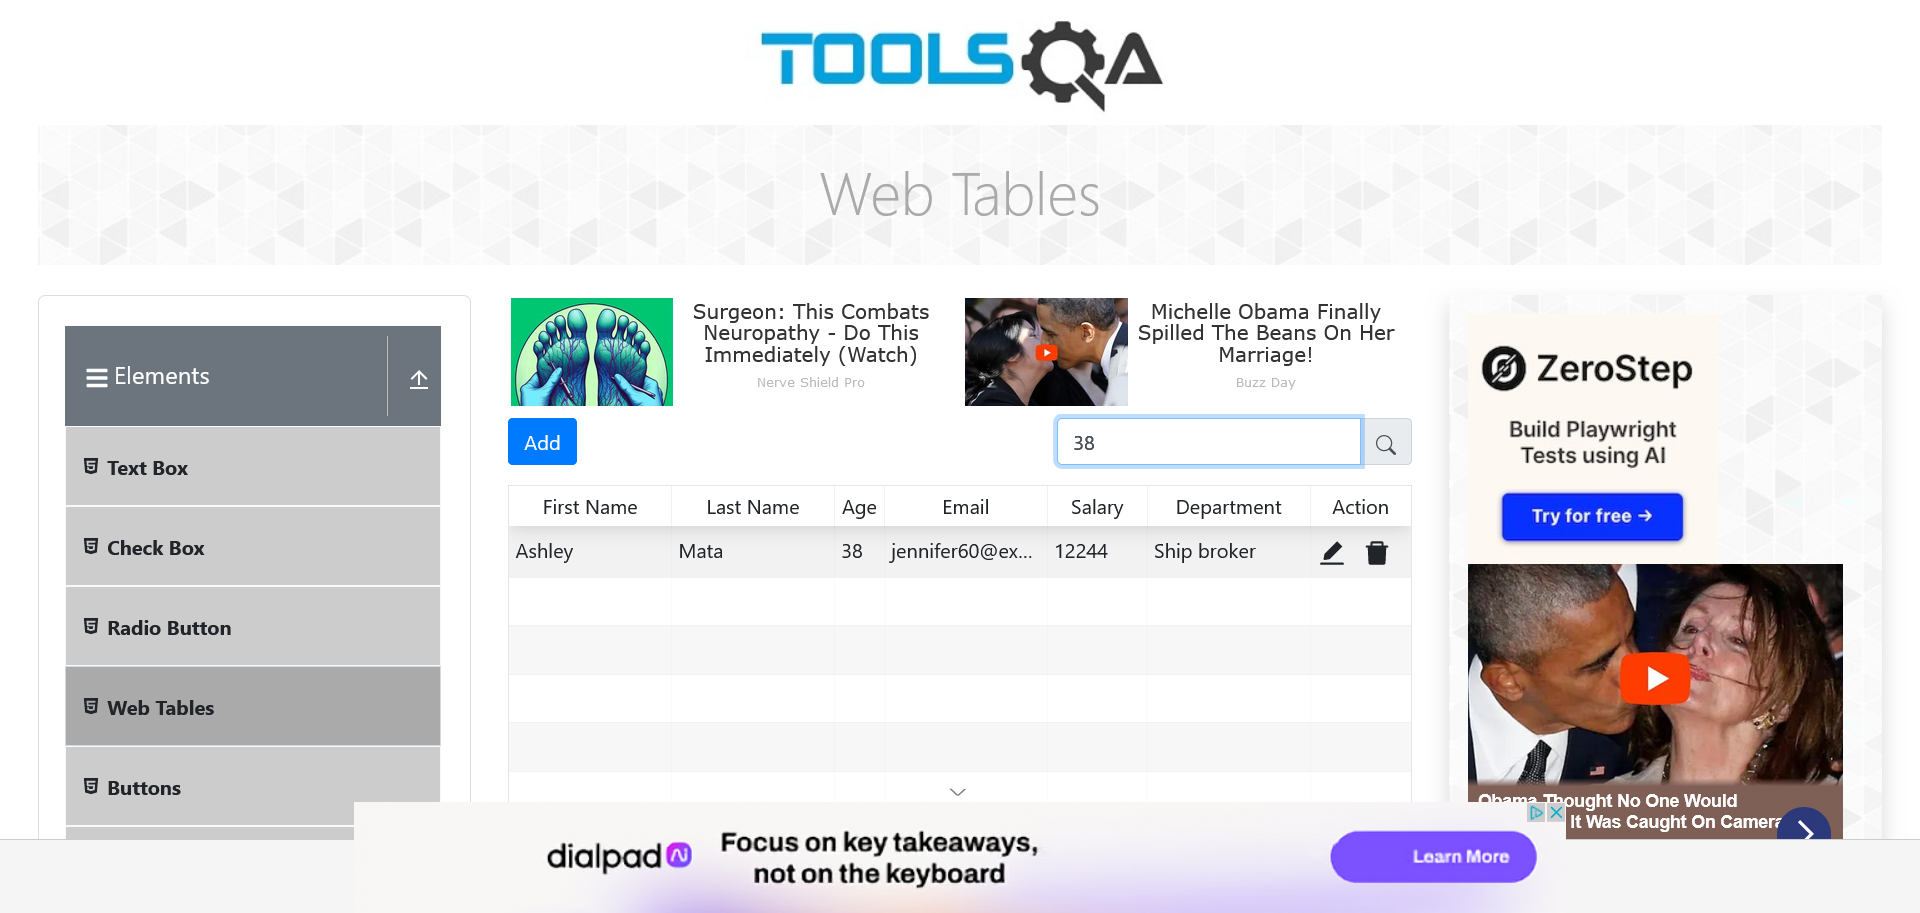 TOOLSQA
Web Tables
Elements
Text Box
Check Box
Radio Button
Web Tables
Buttons
Surgeon: This Combats
Neuropathy - Do This
Immediately (Watch)
Nerve Shield Pro
Michelle Obama Finally
Spilled The Beans On Her
Marriage!
Buzz Day
Add
38
First Name Last Name Age Email Salary Department Action
Ashley Mata 38 jennifer60@ex... 12244 Ship broker
ZeroStep
Build Playwright
Tests using AI
Try for free →
Obama Thought No One Would
It Was Caught On Camera
dialpad Ai
Focus on key takeaways,
not on the keyboard
Learn More